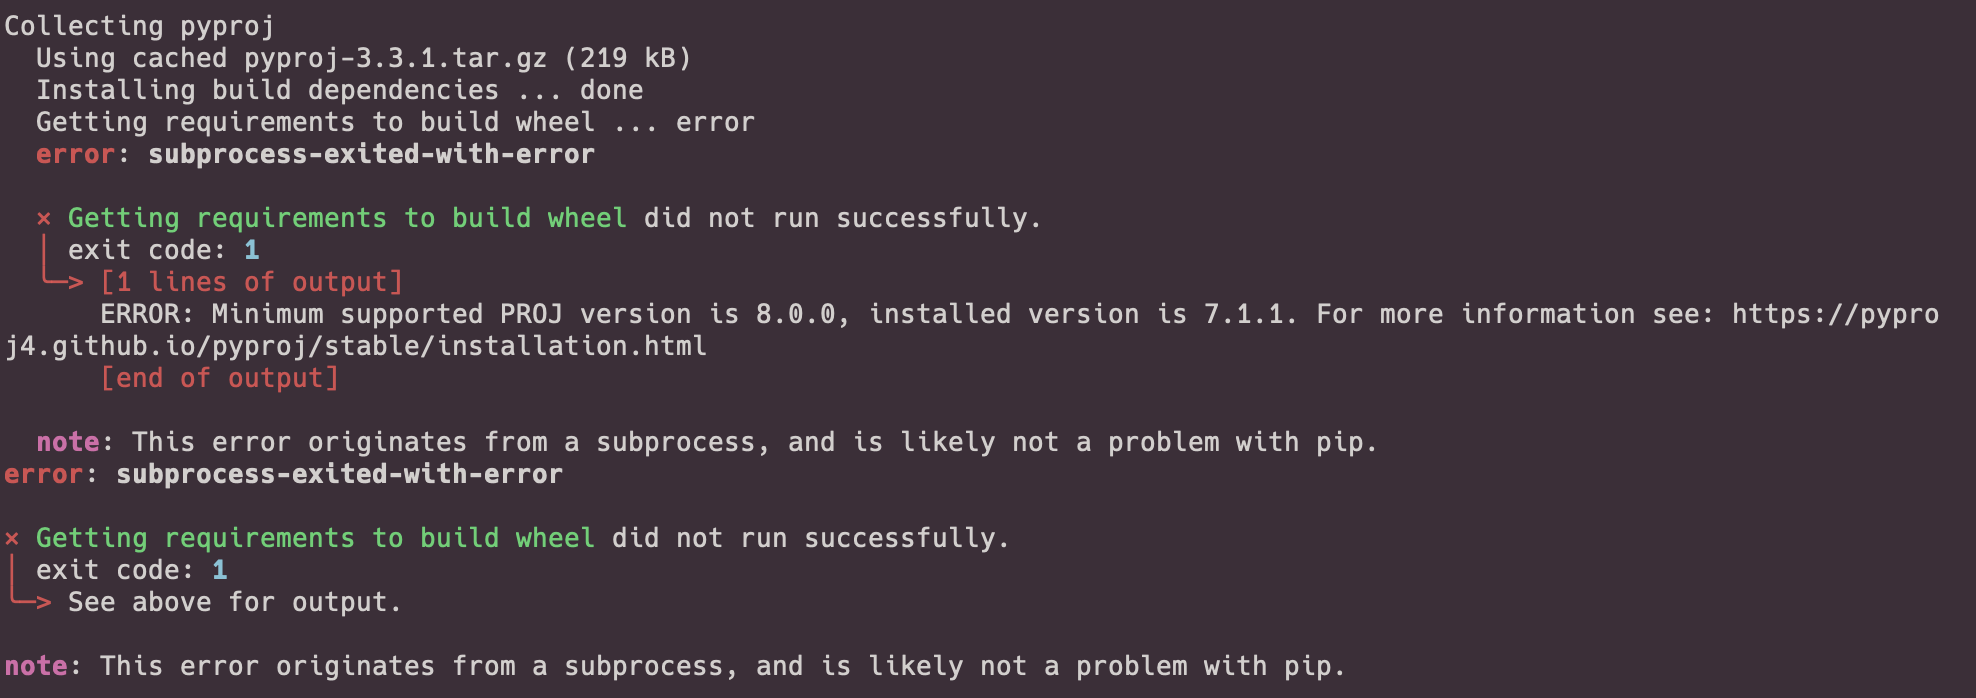 Collecting pyproj
  Using cached pyproj-3.3.1.tar.gz (219 kB)
  Installing build dependencies ... done
  Getting requirements to build wheel ... error
  error: subprocess-exited-with-error

  × Getting requirements to build wheel did not run successfully.
  │ exit code: 1
  ╰─> [1 lines of output]
      ERROR: Minimum supported PROJ version is 8.0.0, installed version is 7.1.1. For more information see: https://pypro
j4.github.io/pyproj/stable/installation.html
      [end of output]

  note: This error originates from a subprocess, and is likely not a problem with pip.
error: subprocess-exited-with-error

× Getting requirements to build wheel did not run successfully.
│ exit code: 1
╰─> See above for output.

note: This error originates from a subprocess, and is likely not a problem with pip.